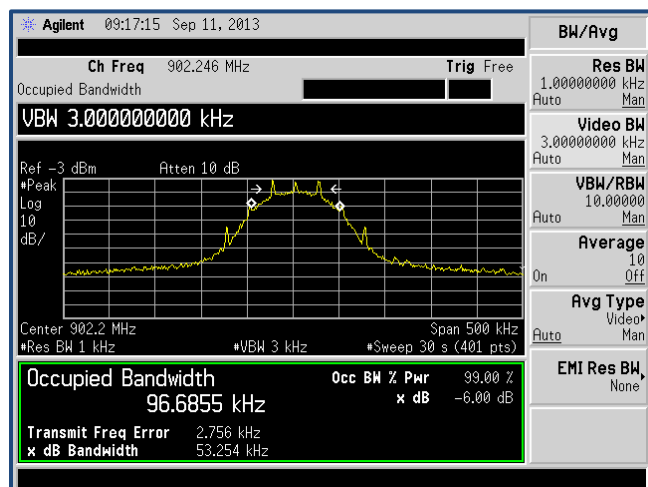 Agilent 09:17:15 Sep 11, 2013
BW/Avg
Ch Freq 902.246 MHz Trig Free
Occupied Bandwidth
VBW 3.000000000 kHz
Ref -3 dBm Atten 10 dB
#Peak
Log
10
dB/
Center 902.2 MHz Span 500 kHz
#Res BW 1 kHz #VBW 3 kHz #Sweep 30 s (401 pts)
Occupied Bandwidth Occ BW % Pwr 99.00 %
96.6855 kHz x dB -6.00 dB
Transmit Freq Error 2.756 kHz
x dB Bandwidth 53.254 kHz
Res BW
1.00000000 kHz
Auto Man
Video BW
3.00000000 kHz
Auto Man
VBW/RBW
10.00000
Auto Man
Average
10
On Off
Avg Type
Video
Auto Man
EMI Res BW
None